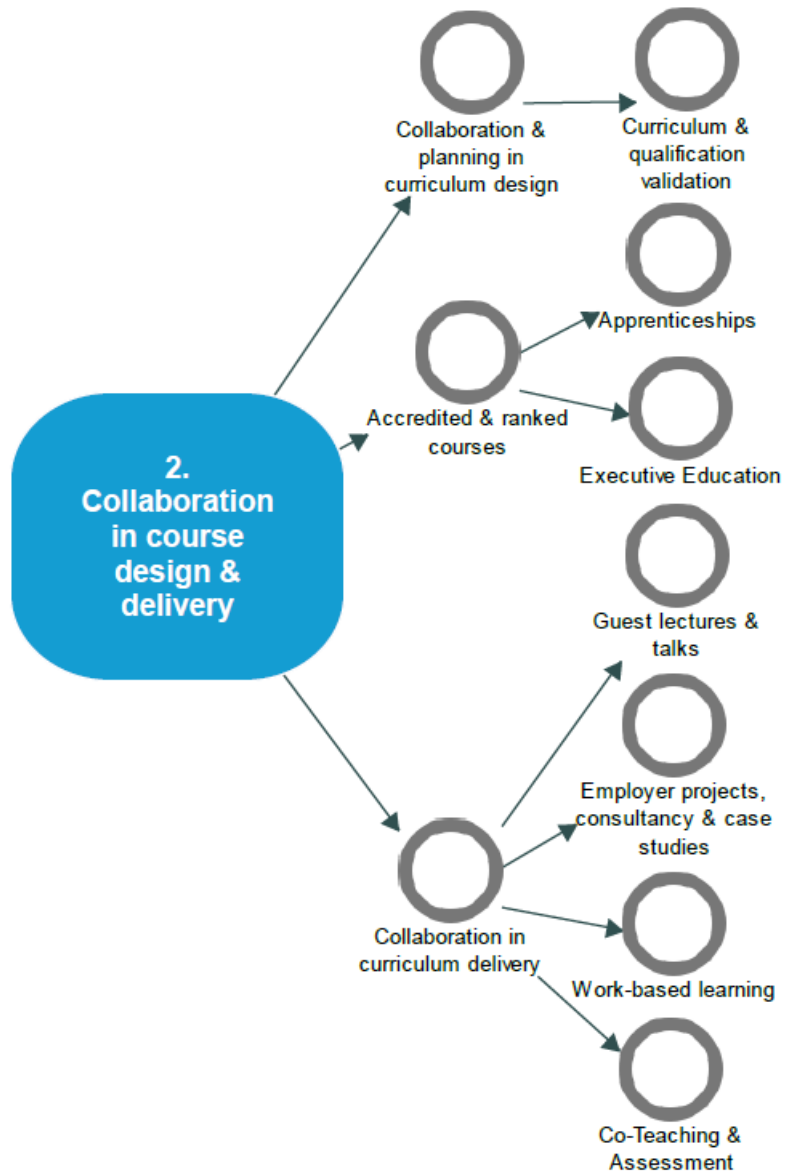 Collaboration &
planning in
curriculum design
Curriculum &
qualification
validation
Apprenticeships
Accredited & ranked
courses
Executive Education
2.
Collaboration
in course
design &
delivery
Guest lectures &
talks
Employer projects,
consultancy & case
studies
Collaboration in
curriculum delivery
Work-based learning
Co-Teaching &
Assessment